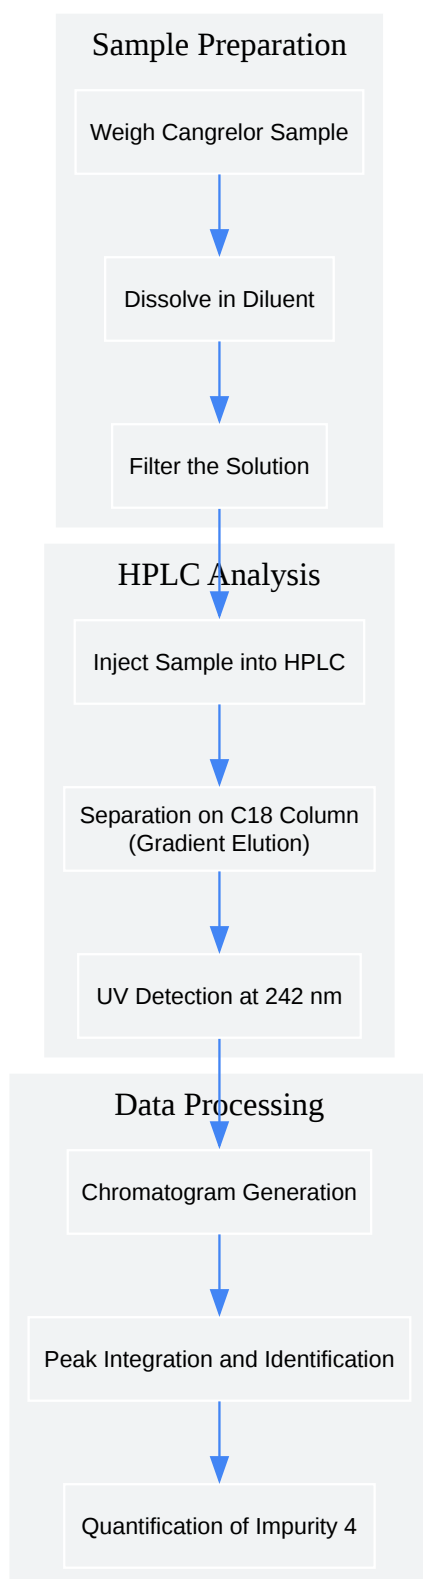 Sample Preparation
Weigh Cangrelor Sample
Dissolve in Diluent
Filter the Solution
HPLC Analysis
Inject Sample into HPLC
Separation on C18 Column
(Gradient Elution)
UV Detection at 242 nm
Data Processing
Chromatogram Generation
Peak Integration and Identification
Quantification of Impurity 4